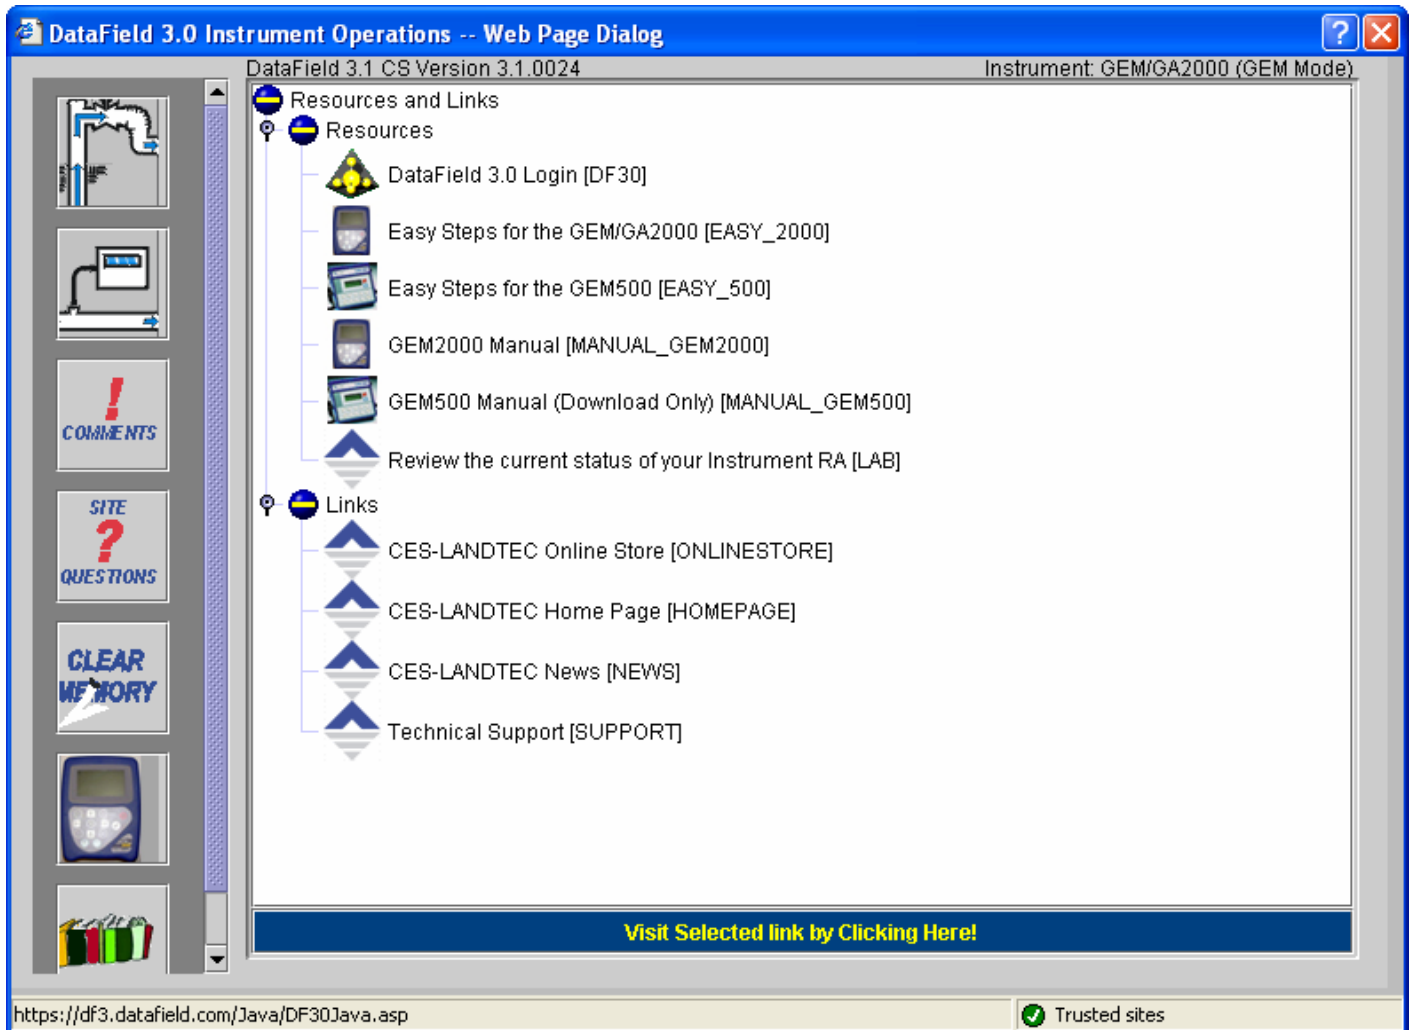 DataField 3.0 Instrument Operations -- Web Page Dialog
DataField 3.1 CS Version 3.1.0024 Instrument: GEM/GA2000 (GEM Mode)
Resources and Links
Resources
DataField 3.0 Login [DF30]
Easy Steps for the GEM/GA2000 [EASY_2000]
Easy Steps for the GEM500 [EASY_500]
GEM2000 Manual [MANUAL_GEM2000]
GEM500 Manual (Download Only) [MANUAL_GEM500]
Review the current status of your Instrument RA [LAB]
Links
CES-LANDTEC Online Store [ONLINESTORE]
CES-LANDTEC Home Page [HOMEPAGE]
CES-LANDTEC News [NEWS]
Technical Support [SUPPORT]
! COMMENTS
SITE
?
QUESTIONS
CLEAR
MEMORY
Visit Selected link by Clicking Here!
https://df3.datafield.com/Java/DF30Java.asp Trusted sites